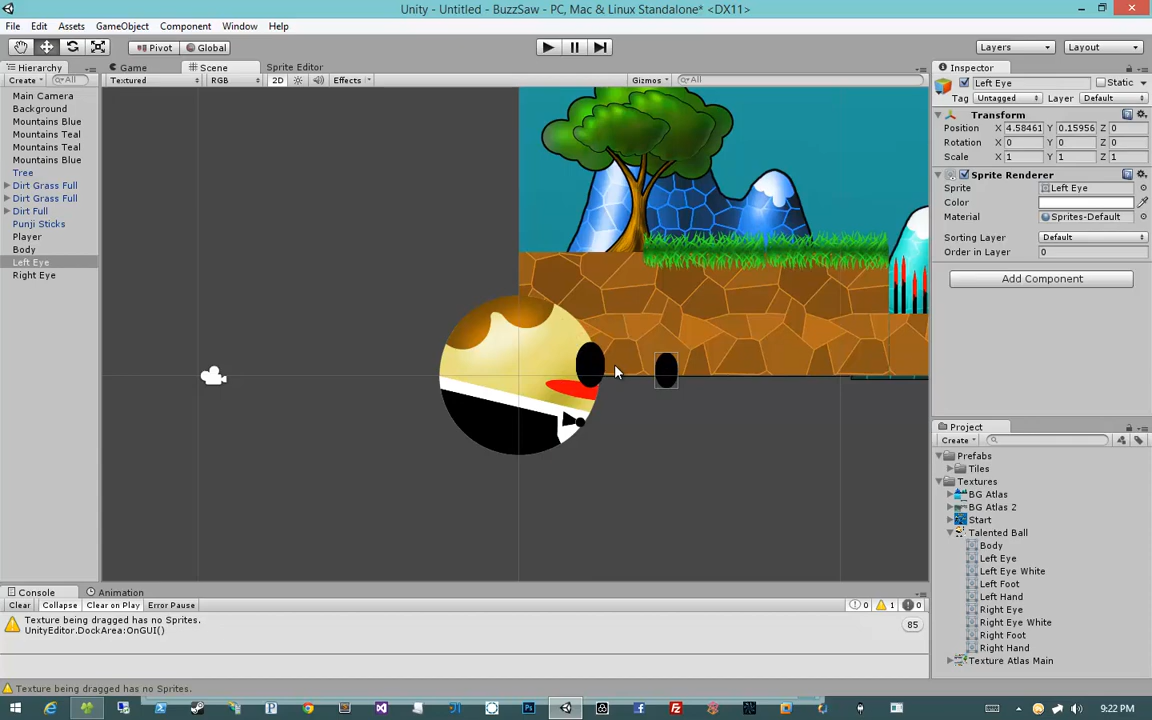 Unity - Untitled - BuzzSaw - PC, Mac & Linux Standalone* <DX11>
File Edit Assets GameObject Component Window Help
Pivot Global Layers Layout
Hierarchy Game Scene Sprite Editor Inspector
Create All Textured RGB 2D Effects Gizmos All
Left Eye Static
Tag Untagged Layer Default
Main Camera
Background
Mountains Blue
Mountains Teal
Mountains Teal
Mountains Blue
Tree
Dirt Grass Full
Dirt Grass Full
Dirt Full
Punji Sticks
Player
Body
Left Eye
Right Eye
Transform
Position X 4.58461 Y 0.15956 Z 0
Rotation X 0 Y 0 Z 0
Scale X 1 Y 1 Z 1
Sprite Renderer
Sprite Left Eye
Color
Material Sprites-Default
Sorting Layer Default
Order in Layer 0
Add Component
Project
Create
Prefabs
Tiles
Textures
BG Atlas
BG Atlas 2
Start
Talented Ball
Body
Left Eye
Left Eye White
Left Foot
Left Hand
Right Eye
Right Eye White
Right Foot
Right Hand
Texture Atlas Main
Console Animation
Clear Collapse Clear on Play Error Pause 0 1 0
Texture being dragged has no Sprites.
UnityEditor.DockArea:OnGUI()
85
Texture being dragged has no Sprites.
9:22 PM